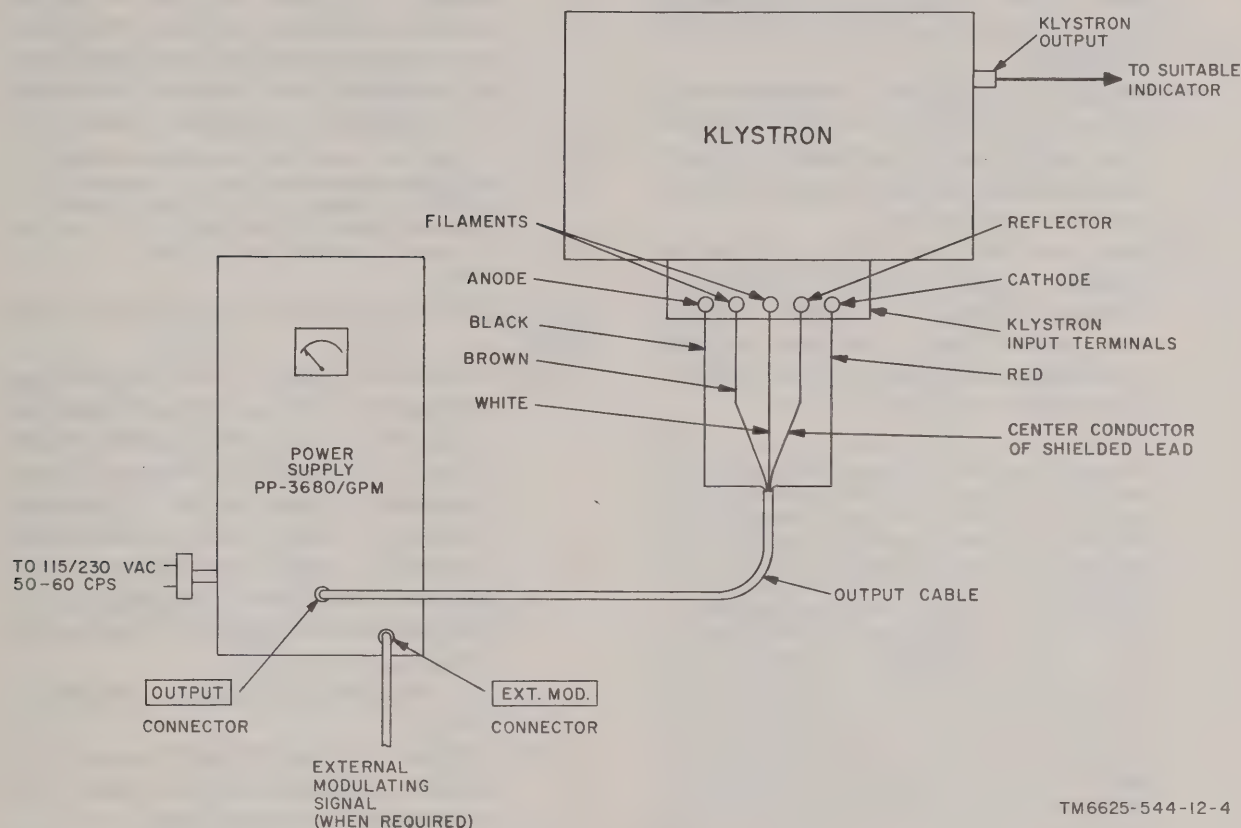 KLYSTRON
OUTPUT
TO SUITABLE
INDICATOR
KLYSTRON
FILAMENTS
REFLECTOR
ANODE
CATHODE
BLACK
KLYSTRON
INPUT TERMINALS
BROWN
RED
WHITE
CENTER CONDUCTOR
OF SHIELDED LEAD
POWER
SUPPLY
PP-3680/GPM
TO 115/230 VAC
50-60 CPS
OUTPUT CABLE
OUTPUT
CONNECTOR
EXT. MOD.
CONNECTOR
EXTERNAL
MODULATING
SIGNAL
(WHEN REQUIRED)
TM6625-544-12-4